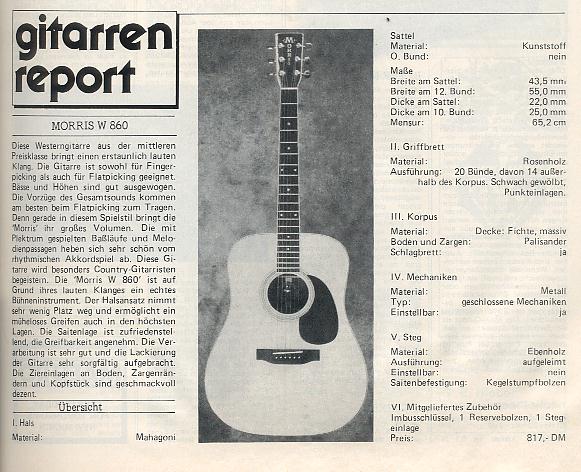 gitarren
report
MORRIS W 860
Diese Westerngitarre aus der mittleren
Preisklasse bringt einen erstaunlich lauten
Klang. Die Gitarre ist sowohl für Finger-
picking als auch für Flatpicking geeignet.
Bässe und Höhen sind gut ausgewogen.
Die Vorzüge des Gesamtsounds kommen
am besten beim Flatpicking zum Tragen.
Denn gerade in diesem Spielstil bringt die
'Morris' ihr großes Volumen. Die mit
Plektrum gespielten Baßläufe und Melo-
dienpassagen heben sich sehr schön vom
rhythmischen Akkordspiel ab. Diese Gi-
tarre wird besonders Country-Gitarristen
begeistern. Die 'Morris W 860' ist auf
Grund ihres lauten Klanges ein echtes
Bühneninstrument. Der Halsansatz nimmt
sehr wenig Platz weg und ermöglicht ein
müheloses Greifen auch in den höchsten
Lagen. Die Saitenlage ist zufriedenstel-
lend, die Greifbarkeit angenehm. Die Ver-
arbeitung ist sehr gut und die Lackierung
der Gitarre sehr sorgfältig aufgebracht.
Die Ziereinlagen an Boden, Zargenrän-
dern und Kopfstück sind geschmackvoll
dezent.
Übersicht
I. Hals
Material: Mahagoni
MORRIS
Sattel
Material: Kunststoff
O. Bund: nein
Maße
Breite am Sattel: 43,5 mm
Breite am 12. Bund: 55,0 mm
Dicke am Sattel: 22,0 mm
Dicke am 10. Bund: 25,0 mm
Mensur: 65,2 cm
II. Griffbrett
Material: Rosenholz
Ausführung: 20 Bünde, davon 14 außer-
halb des Korpus. Schwach gewölbt,
Punkteinlagen.
III. Korpus
Material: Decke: Fichte, massiv
Boden und Zargen: Palisander
Schlagbrett: ja
IV. Mechaniken
Material: Metall
Typ: geschlossene Mechaniken
Einstellbar: ja
V. Steg
Material: Ebenholz
Ausführung: aufgeleimt
Einstellbar: nein
Saitenbefestigung: Kegelstumpfbolzen
VI. Mitgeliefertes Zubehör
Imbusschlüssel, 1 Reservebolzen, 1 Steg-
einlage
Preis: 817,- DM